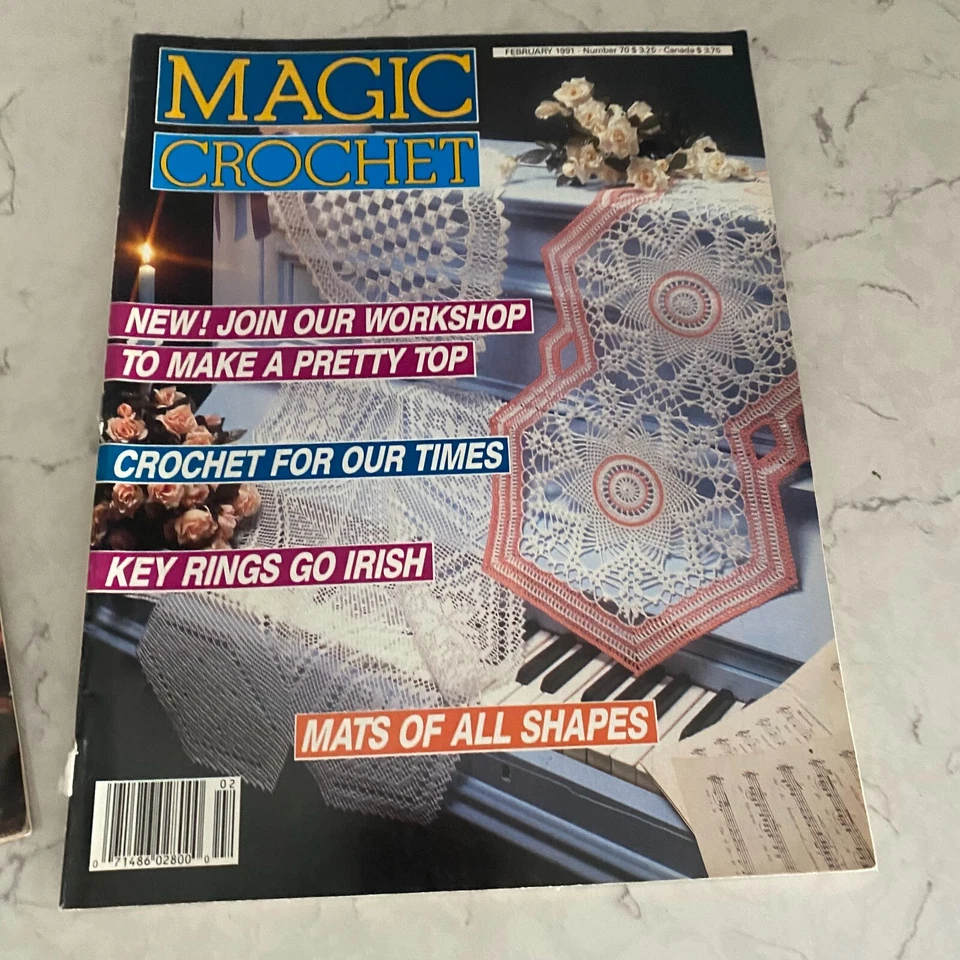 FEBRUARY 1991 - Number 70 $ 3.25 - Canada $ 3.75
MAGIC
CROCHET
NEW! JOIN OUR WORKSHOP
TO MAKE A PRETTY TOP
CROCHET FOR OUR TIMES
KEY RINGS GO IRISH
MATS OF ALL SHAPES
02
0 71486 02800 0